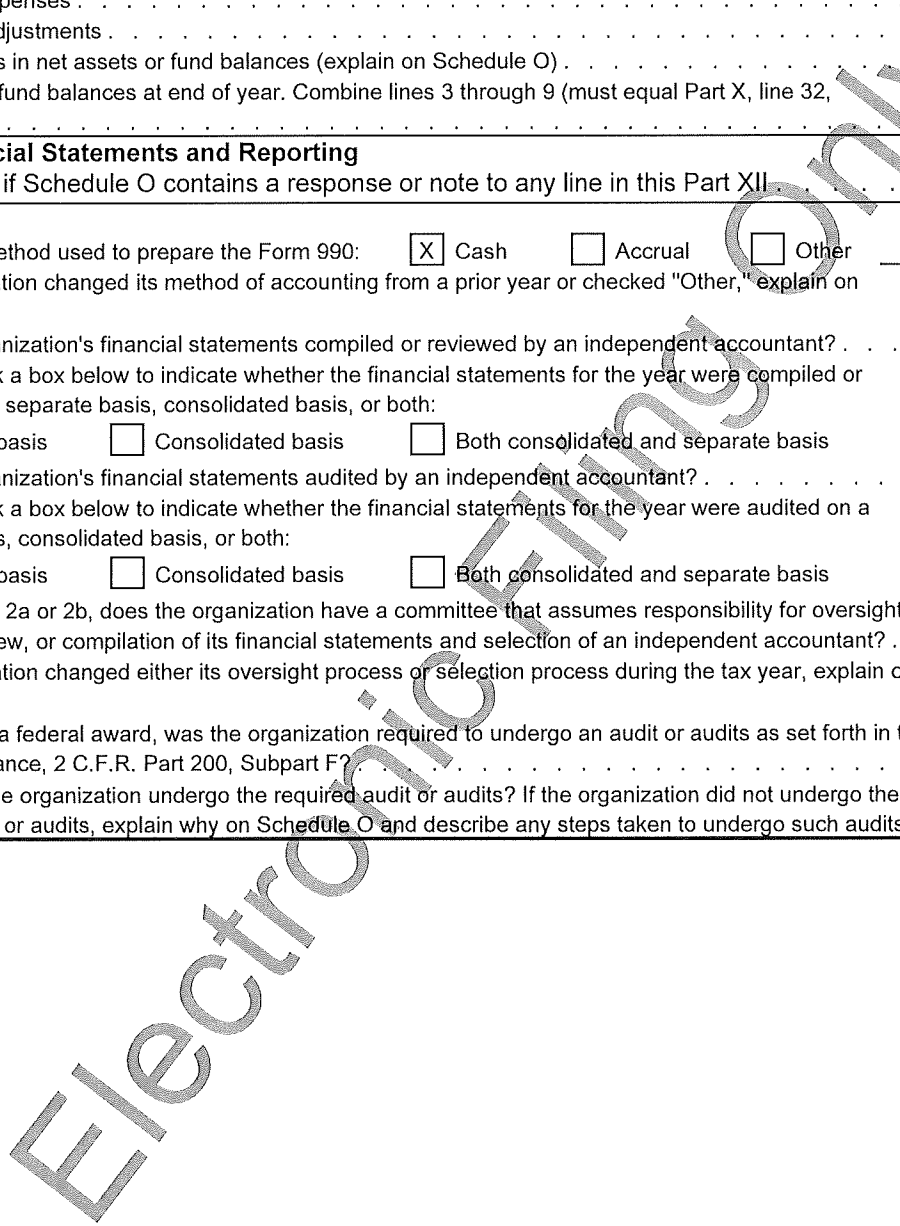 penses . . . . . . . . . . . . . . . . . . . . . . . . . . . . .
djustments . . . . . . . . . . . . . . . . . . . . . . . . . . .
s in net assets or fund balances (explain on Schedule O) . . . . . . . . . . . .
fund balances at end of year. Combine lines 3 through 9 (must equal Part X, line 32,
cial Statements and Reporting
if Schedule O contains a response or note to any line in this Part XII . . . . .
ethod used to prepare the Form 990: X Cash Accrual Other
tion changed its method of accounting from a prior year or checked "Other," explain on
nization's financial statements compiled or reviewed by an independent accountant? . . .
k a box below to indicate whether the financial statements for the year were compiled or
separate basis, consolidated basis, or both:
basis Consolidated basis Both consolidated and separate basis
nization's financial statements audited by an independent accountant? . . . . . . . .
k a box below to indicate whether the financial statements for the year were audited on a
s, consolidated basis, or both:
basis Consolidated basis Both consolidated and separate basis
2a or 2b, does the organization have a committee that assumes responsibility for oversight
ew, or compilation of its financial statements and selection of an independent accountant? .
ation changed either its oversight process or selection process during the tax year, explain o
a federal award, was the organization required to undergo an audit or audits as set forth in t
ance, 2 C.F.R. Part 200, Subpart F? . . . . . . . . . . . . . . . . . . .
e organization undergo the required audit or audits? If the organization did not undergo the
or audits, explain why on Schedule O and describe any steps taken to undergo such audits
Electronic Filing Onl